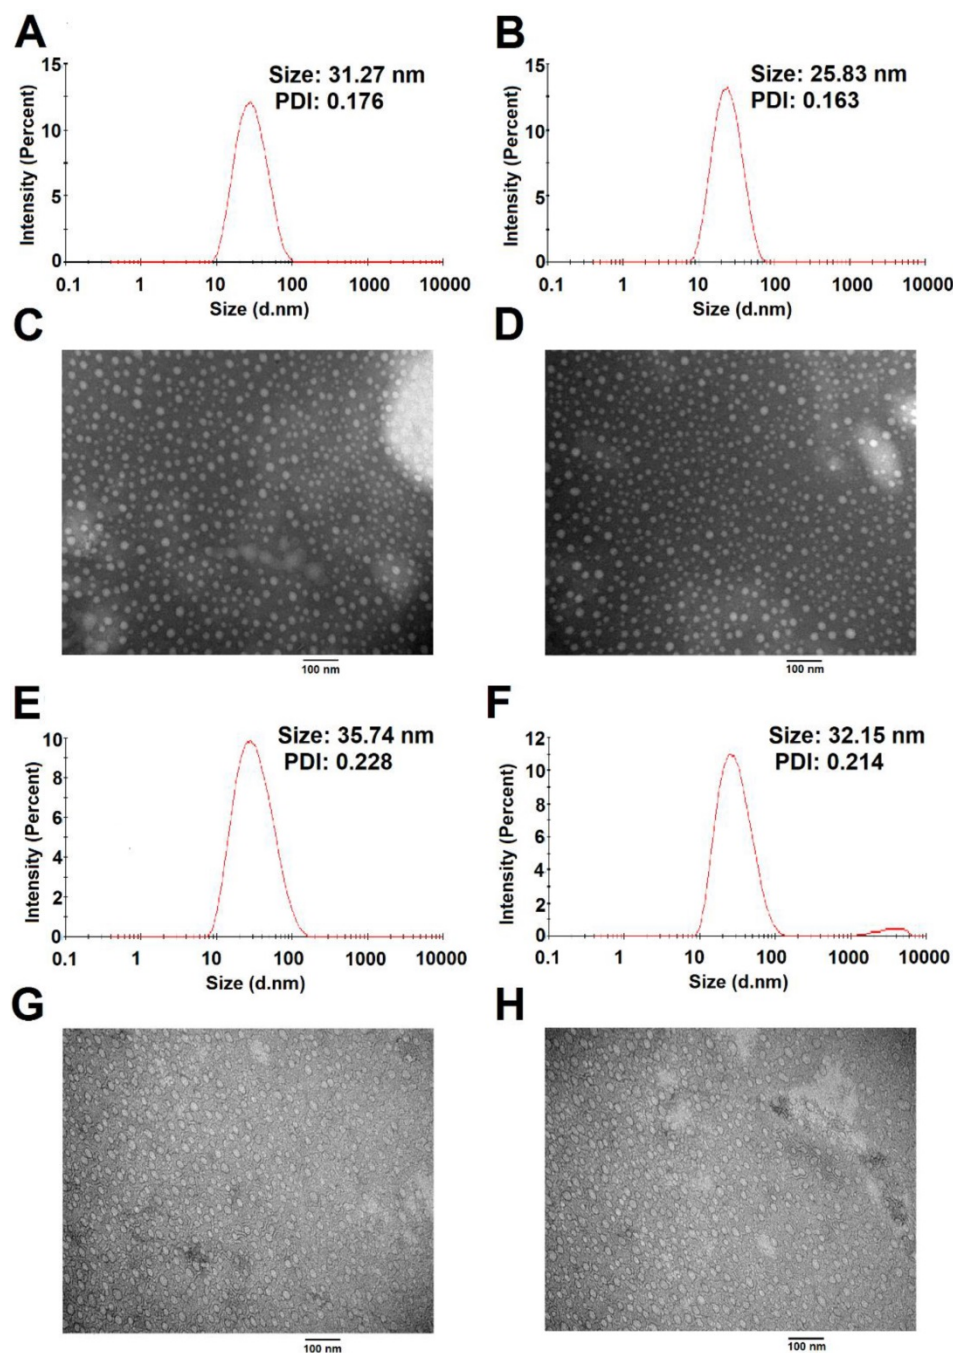 A
Size: 31.27 nm
PDI: 0.176
Intensity (Percent)
15
10
5
0
0.1 1 10 100 1000 10000
Size (d.nm)
B
Size: 25.83 nm
PDI: 0.163
Intensity (Percent)
15
10
5
0
0.1 1 10 100 1000 10000
Size (d.nm)
C
100 nm
D
100 nm
E
Size: 35.74 nm
PDI: 0.228
Intensity (Percent)
10
8
6
4
2
0
0.1 1 10 100 1000 10000
Size (d.nm)
F
Size: 32.15 nm
PDI: 0.214
Intensity (Percent)
12
10
8
6
4
2
0
0.1 1 10 100 1000 10000
Size (d.nm)
G
100 nm
H
100 nm